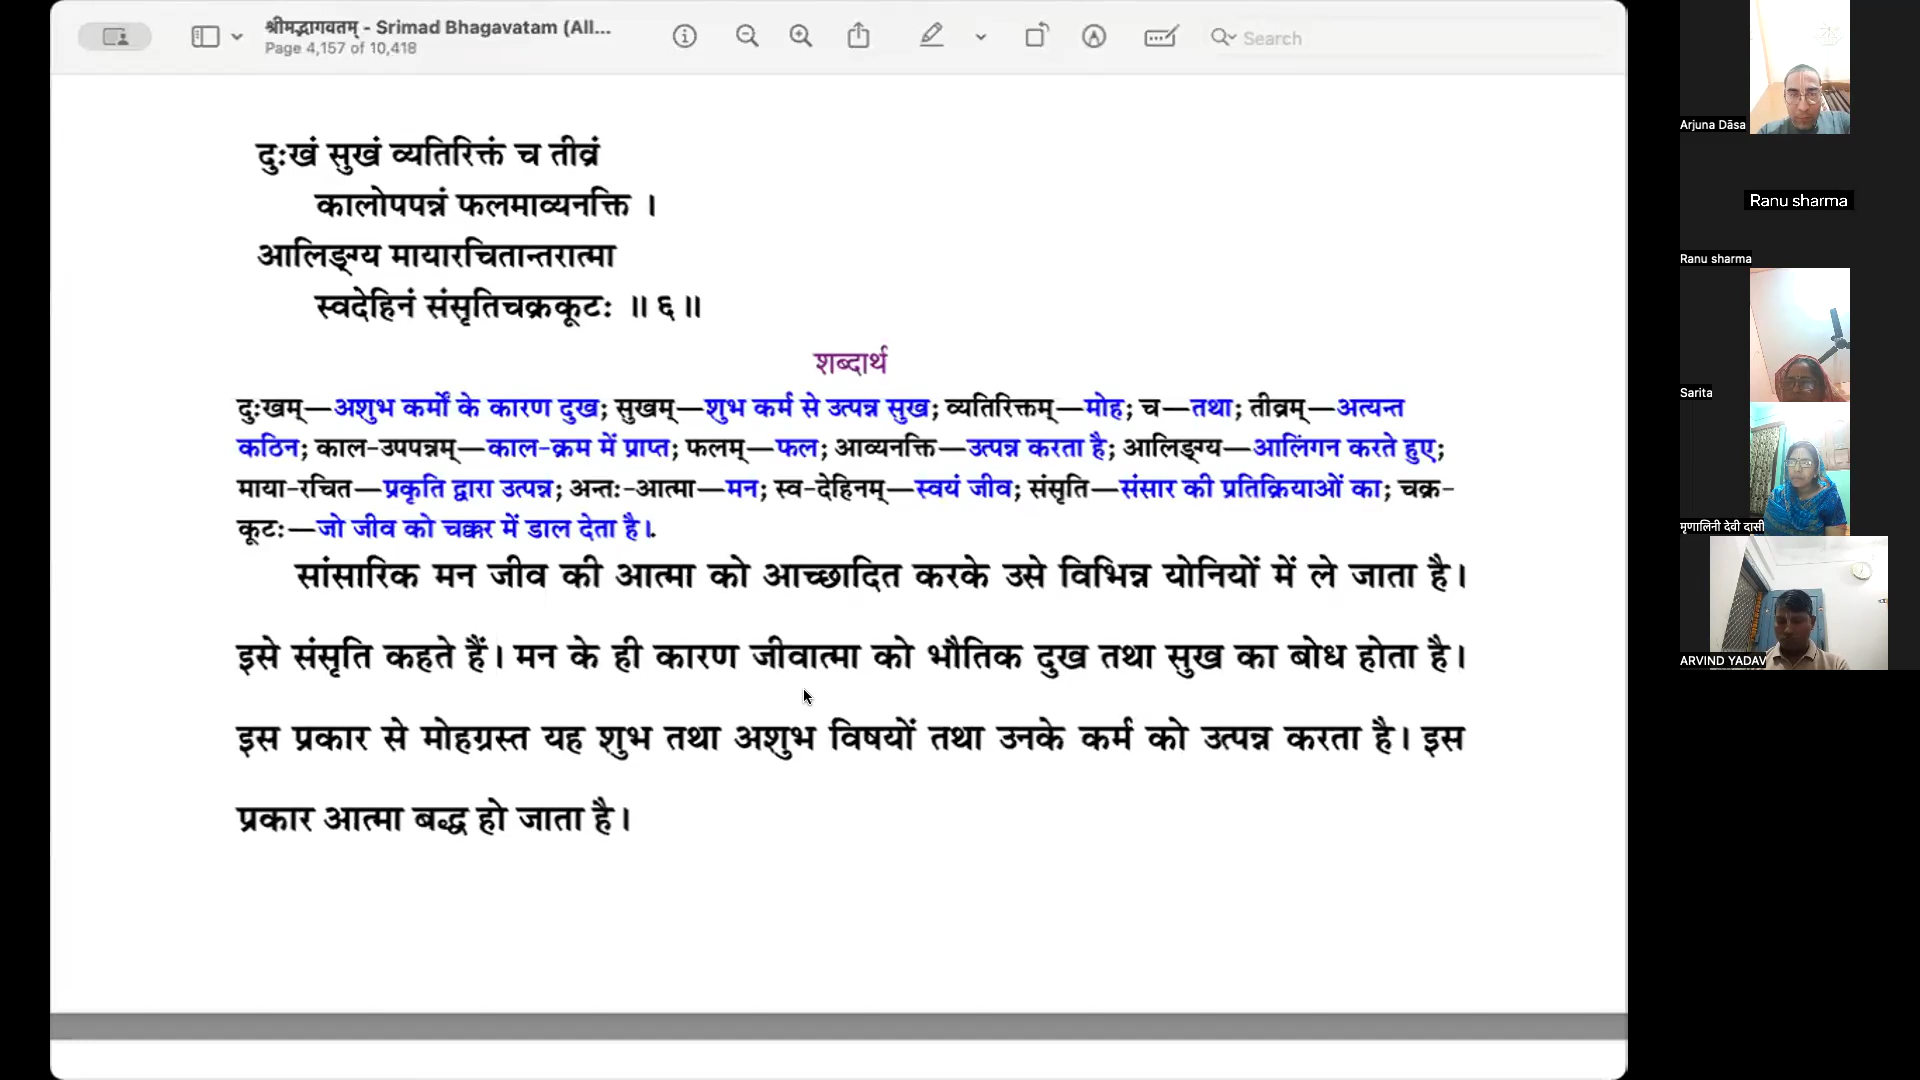 श्रीमद्भागवतम् - Srimad Bhagavatam (All...
Page 4,157 of 10,418
Search
दुःखं सुखं व्यतिरिक्तं च तीव्रं
कालोपपन्नं फलमाव्यनक्ति ।
आलिङ्ग्य मायारचितान्तरात्मा
स्वदेहिनं संसृतिचक्रकूटः ॥ ६ ॥
शब्दार्थ
दुःखम्—अशुभ कर्मों के कारण दुख; सुखम्—शुभ कर्म से उत्पन्न सुख; व्यतिरिक्तम्—मोह; च—तथा; तीव्रम्—अत्यन्त
कठिन; काल-उपपन्नम्—काल-क्रम में प्राप्त; फलम्—फल; आव्यनक्ति—उत्पन्न करता है; आलिङ्ग्य—आलिंगन करते हुए;
माया-रचित—प्रकृति द्वारा उत्पन्न; अन्तः-आत्मा—मन; स्व-देहिनम्—स्वयं जीव; संसृति—संसार की प्रतिक्रियाओं का; चक्र-
कूटः—जो जीव को चक्कर में डाल देता है।.
सांसारिक मन जीव की आत्मा को आच्छादित करके उसे विभिन्न योनियों में ले जाता है।
इसे संसृति कहते हैं। मन के ही कारण जीवात्मा को भौतिक दुख तथा सुख का बोध होता है।
इस प्रकार से मोहग्रस्त यह शुभ तथा अशुभ विषयों तथा उनके कर्म को उत्पन्न करता है। इस
प्रकार आत्मा बद्ध हो जाता है।
Arjuna Dāsa
Ranu sharma
Ranu sharma
Sarita
मृणालिनी देवी दासी
ARVIND YADAV